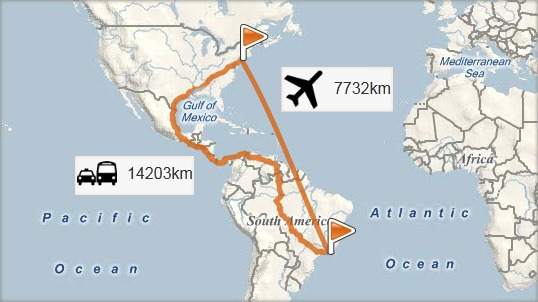 Mediterranean
Sea
7732km
Gulf of
Mexico
Africa
14203km
South America
Pacific
Atlantic
Ocean
Ocean